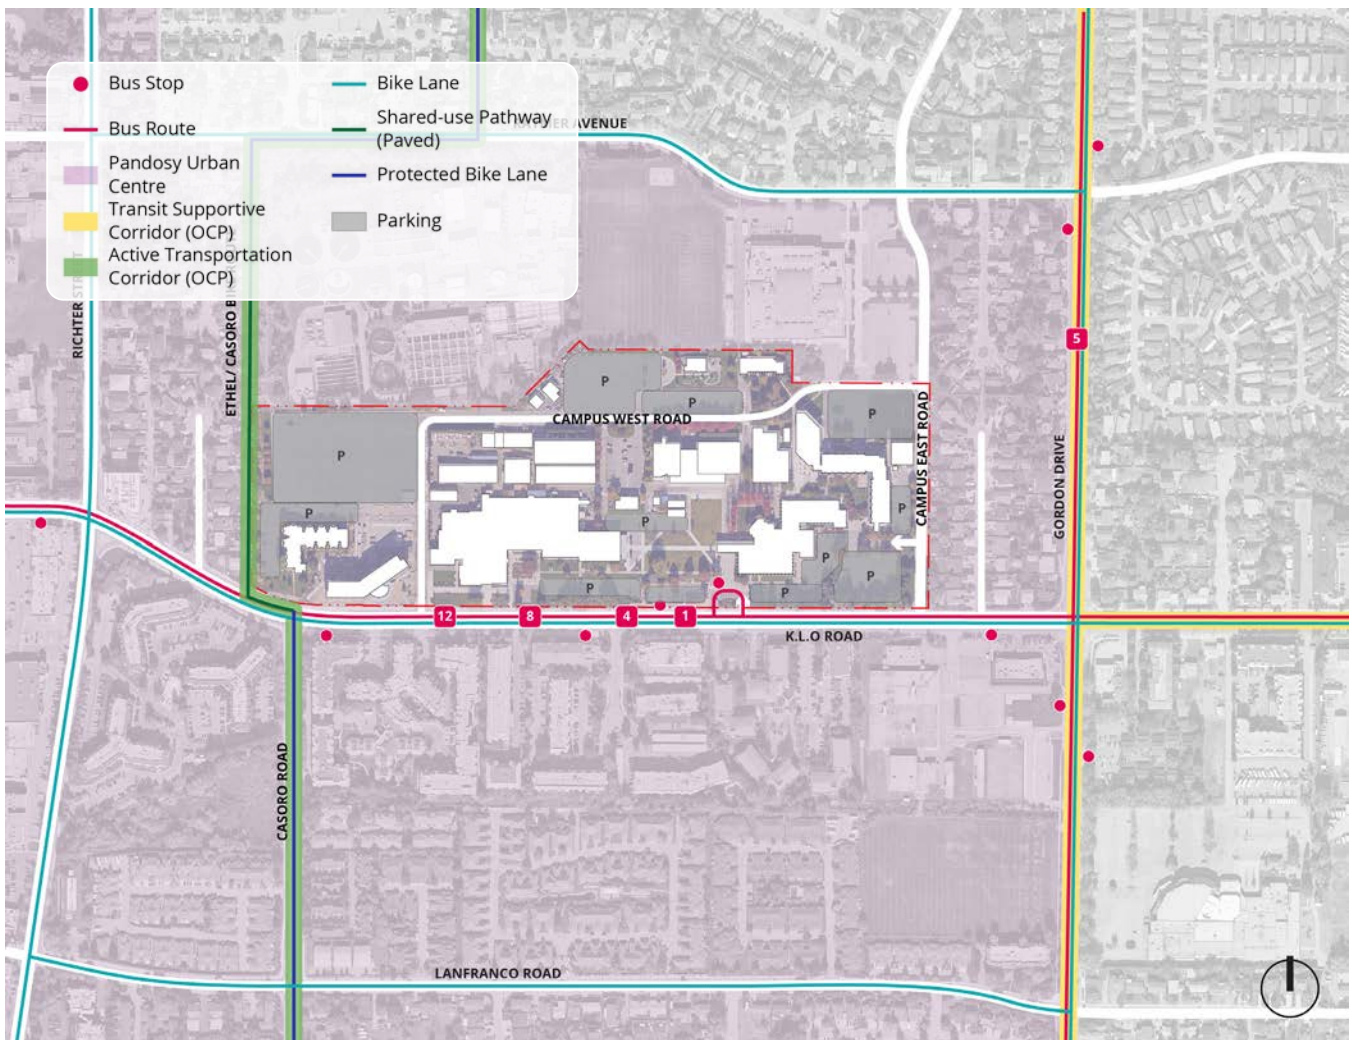 Bus Stop
Bus Route
Pandosy Urban
Centre
Transit Supportive
Corridor (OCP)
Active Transportation
Corridor (OCP)
Bike Lane
Shared-use Pathway
(Paved)
Protected Bike Lane
Parking
AVENUE
RICHTER
ETHEL/ CASORO
5
P
P
P
P
CAMPUS WEST ROAD
CAMPUS EAST ROAD
GORDON DRIVE
P
P
P
P
P
P
P
P
12
8
4
1
K.L.O ROAD
CASORO ROAD
LANFRANCO ROAD